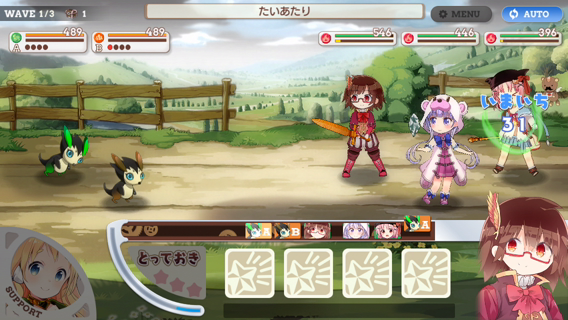 WAVE 1/3 1
たいあたり
MENU
AUTO
489
A
489
B
546
446
396
いまいち
31
A B A
とっておき
SUPPORT